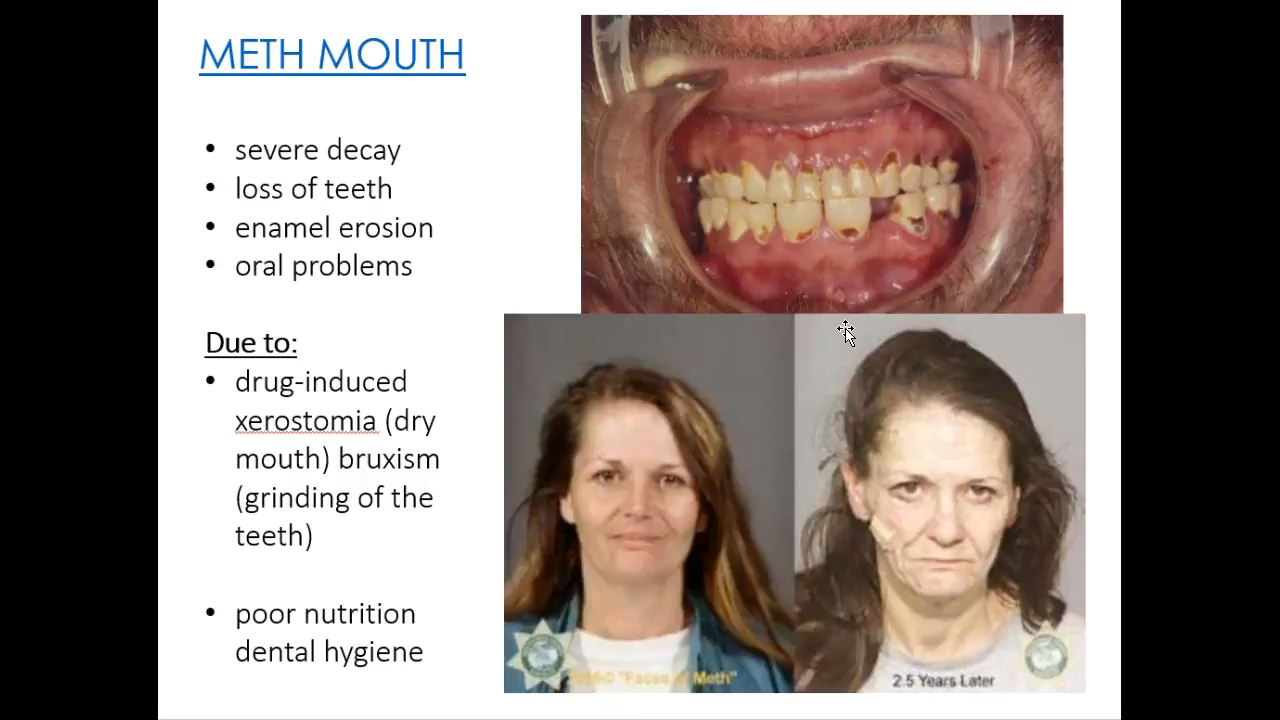 METH MOUTH
• severe decay
• loss of teeth
• enamel erosion
• oral problems
Due to:
• drug-induced
xerostomia (dry
mouth) bruxism
(grinding of the
teeth)
• poor nutrition
dental hygiene
"Faces of Meth"
2.5 Years Later